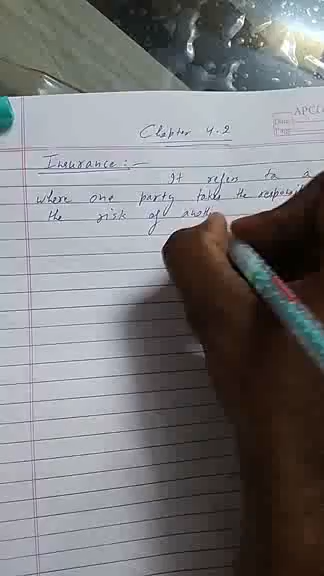 APCO
Date:
Page
Chapter 4.2
Insurance:-
It refers to a
where one party takes the responsi
the risk of anoth